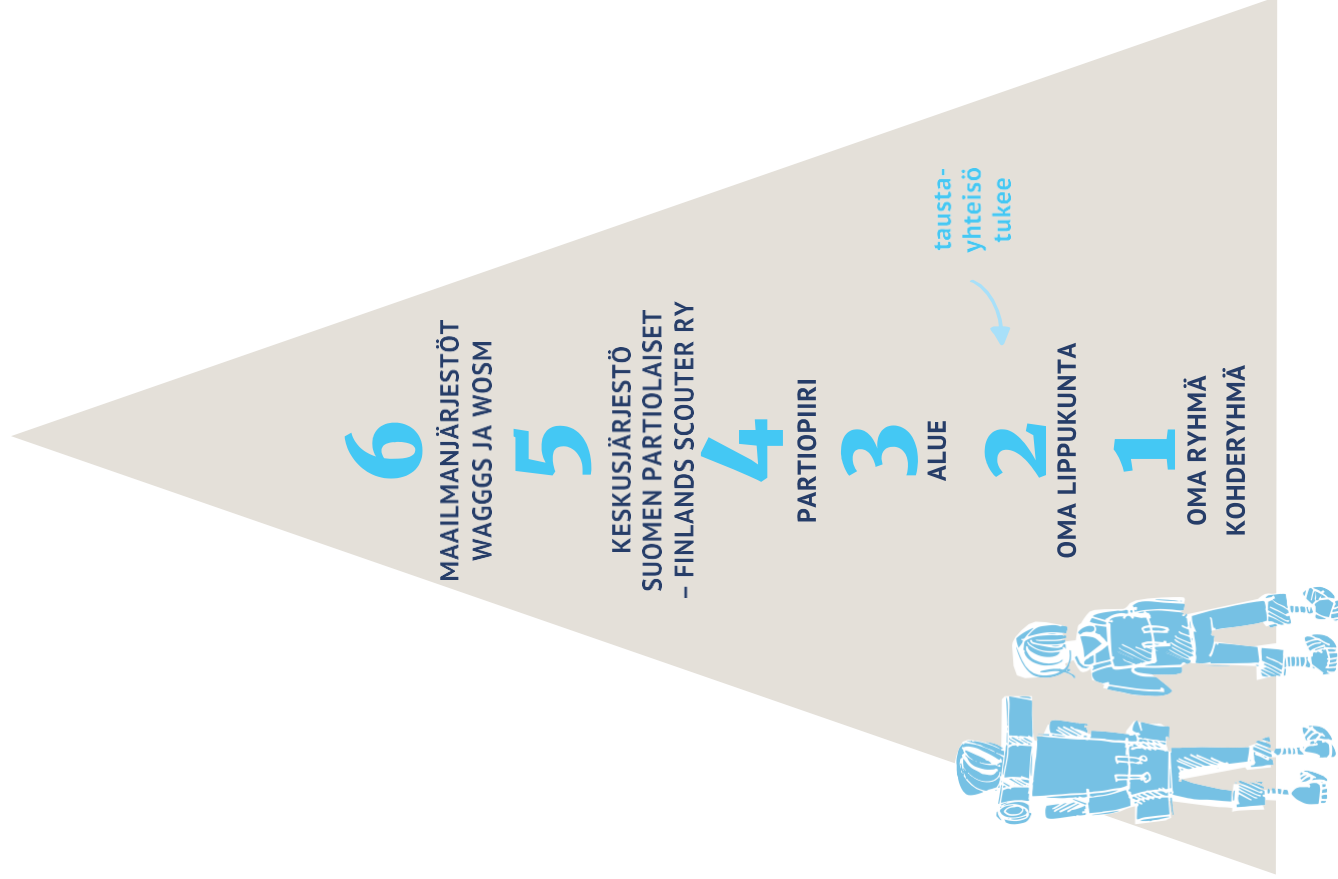 6
MAAILMANJÄRJESTÖT
WAGGGS JA WOSM
5
KESKUSJÄRJESTÖ
SUOMEN PARTIOLAISET
– FINLANDS SCOUTER RY
4
PARTIOPIIRI
3
ALUE
tausta-
yhteisö
tukee
2
OMA LIPPUKUNTA
1
OMA RYHMÄ
KOHDERYHMÄ